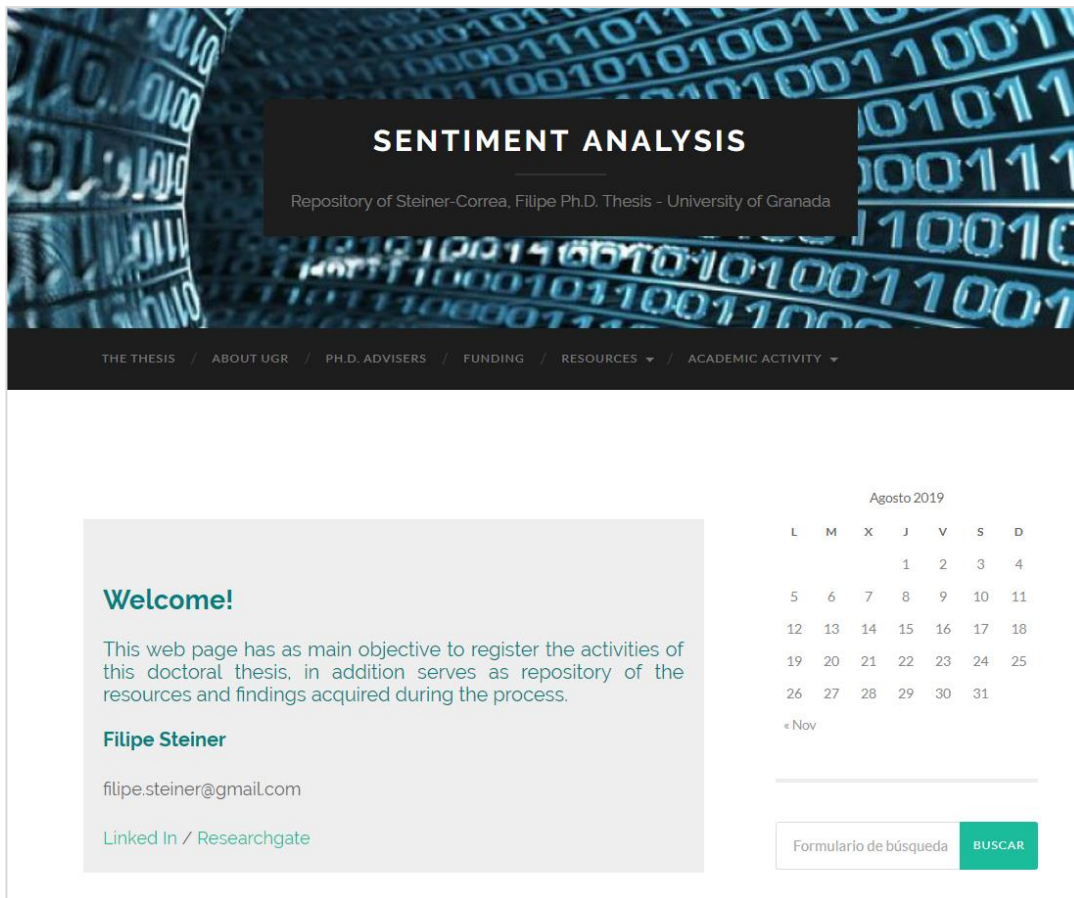 SENTIMENT ANALYSIS
Repository of Steiner-Correa, Filipe Ph.D. Thesis - University of Granada
THE THESIS / ABOUT UGR / PH.D. ADVISERS / FUNDING / RESOURCES / ACADEMIC ACTIVITY
Welcome!
This web page has as main objective to register the activities of
this doctoral thesis, in addition serves as repository of the
resources and findings acquired during the process.
Filipe Steiner
filipe.steiner@gmail.com
Linked In / Researchgate
Agosto 2019
L M X J V S D
1 2 3 4
5 6 7 8 9 10 11
12 13 14 15 16 17 18
19 20 21 22 23 24 25
26 27 28 29 30 31
« Nov
Formulario de búsqueda BUSCAR